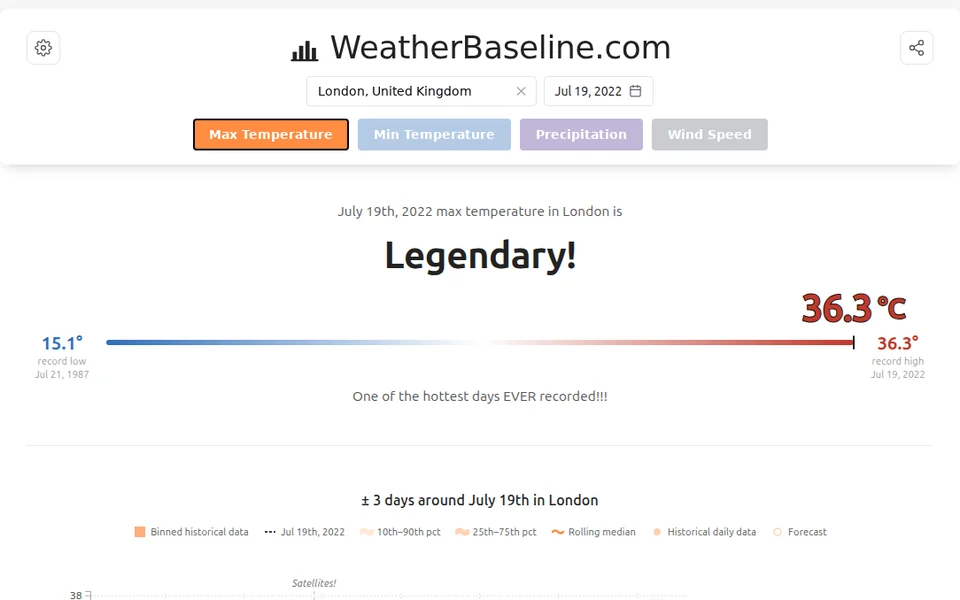 WeatherBaseline.com
London, United Kingdom
Jul 19, 2022
Max Temperature
Min Temperature
Precipitation
Wind Speed
July 19th, 2022 max temperature in London is
Legendary!
36.3°C
15.1°
record low
Jul 21, 1987
36.3°
record high
Jul 19, 2022
One of the hottest days EVER recorded!!!
± 3 days around July 19th in London
Binned historical data
Jul 19th, 2022
10th–90th pct
25th–75th pct
Rolling median
Historical daily data
Forecast
Satellites!
38